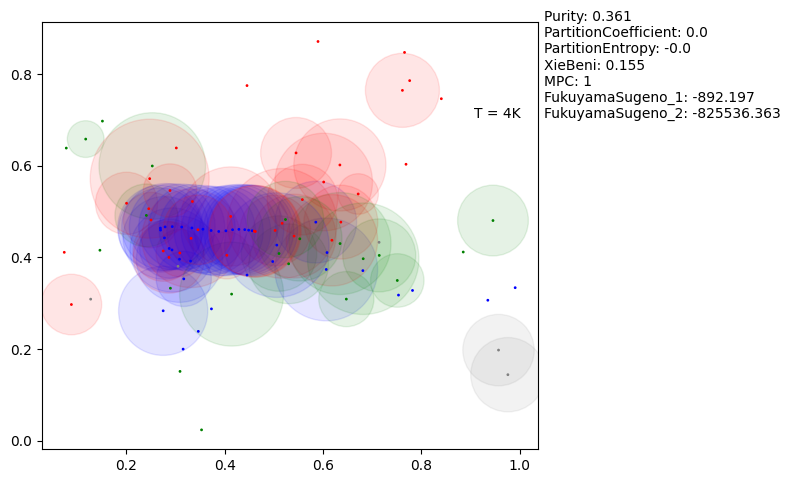 Purity: 0.361
PartitionCoefficient: 0.0
PartitionEntropy: -0.0
XieBeni: 0.155
MPC: 1
FukuyamaSugeno_1: -892.197
FukuyamaSugeno_2: -825536.363
T = 4K
0.8
0.6
0.4
0.2
0.0
0.2 0.4 0.6 0.8 1.0